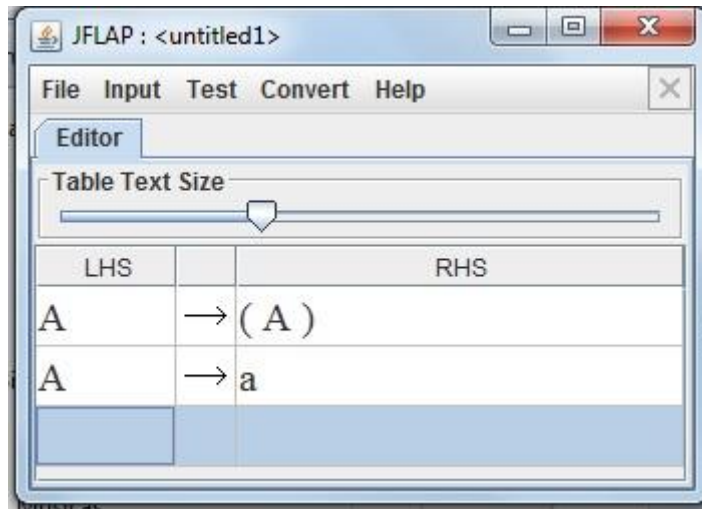 JFLAP : <untitled1>
File Input Test Convert Help
Editor
Table Text Size
LHS RHS
A → ( A )
A → a